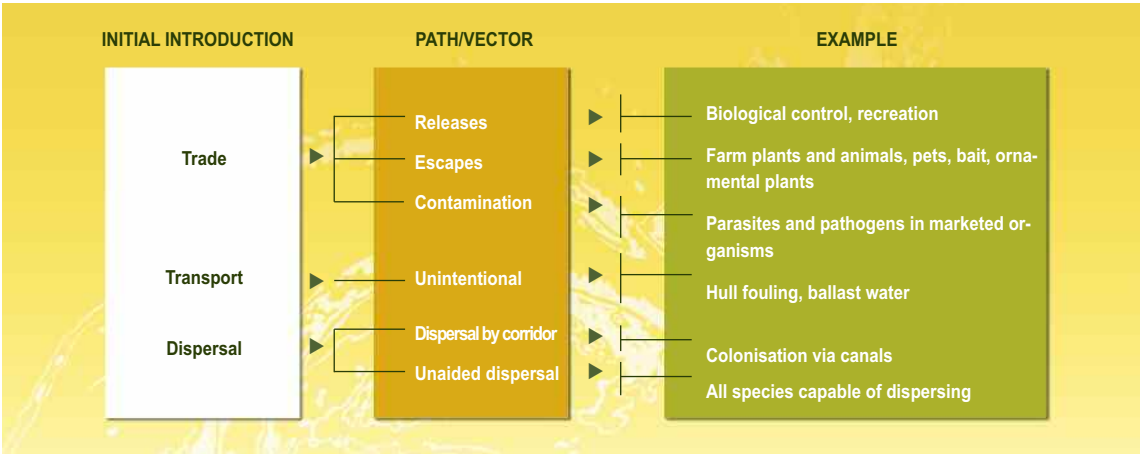 INITIAL INTRODUCTION
PATH/VECTOR
EXAMPLE
Trade
Releases
Escapes
Contamination
Biological control, recreation
Farm plants and animals, pets, bait, orna-
mental plants
Parasites and pathogens in marketed or-
ganisms
Transport
Unintentional
Hull fouling, ballast water
Dispersal
Dispersal by corridor
Unaided dispersal
Colonisation via canals
All species capable of dispersing